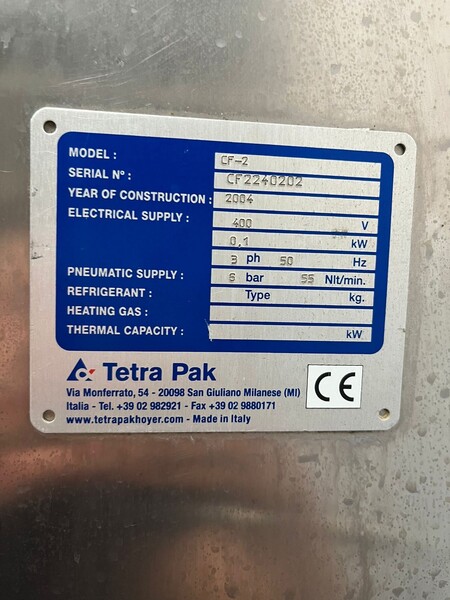 MODEL : CF-2
SERIAL Nº : CF2240202
YEAR OF CONSTRUCTION : 2004
ELECTRICAL SUPPLY : 400 V
0,1 kW
3 ph 50 Hz
PNEUMATIC SUPPLY : 6 bar 55 Nlt/min.
REFRIGERANT : Type kg.
HEATING GAS :
THERMAL CAPACITY : kW
Tetra Pak
CE
Via Monferrato, 54 - 20098 San Giuliano Milanese (MI)
Italia - Tel. +39 02 982921 - Fax +39 02 9880171
www.tetrapakhoyer.com - Made in Italy